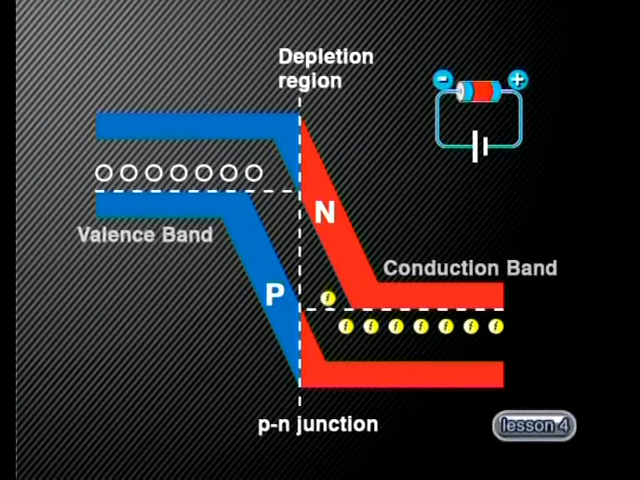 Depletion
region
-
+
N
Valence Band
Conduction Band
P
p-n junction
lesson 4